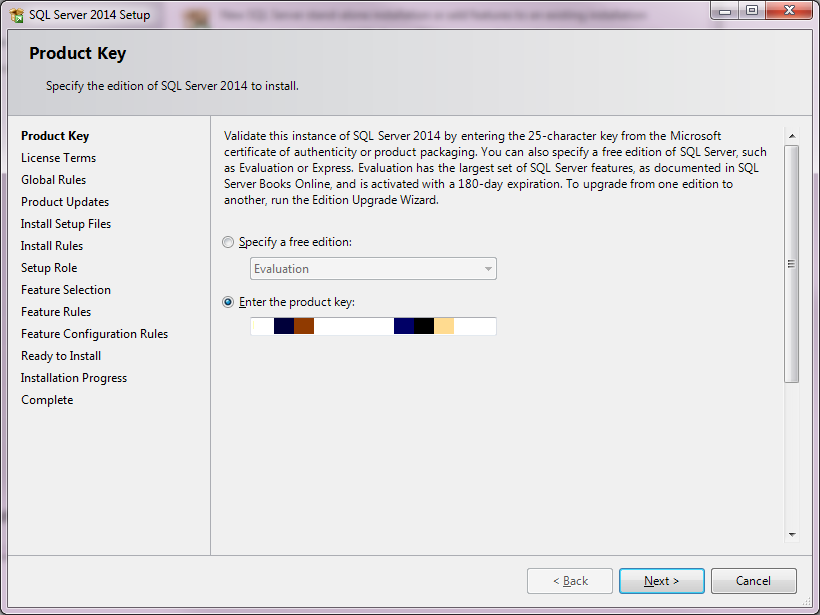 SQL Server 2014 Setup
Product Key
Specify the edition of SQL Server 2014 to install.
Product Key
License Terms
Global Rules
Product Updates
Install Setup Files
Install Rules
Setup Role
Feature Selection
Feature Rules
Feature Configuration Rules
Ready to Install
Installation Progress
Complete
Validate this instance of SQL Server 2014 by entering the 25-character key from the Microsoft
certificate of authenticity or product packaging. You can also specify a free edition of SQL Server, such
as Evaluation or Express. Evaluation has the largest set of SQL Server features, as documented in SQL
Server Books Online, and is activated with a 180-day expiration. To upgrade from one edition to
another, run the Edition Upgrade Wizard.
Specify a free edition:
Evaluation
Enter the product key:
< Back
Next >
Cancel